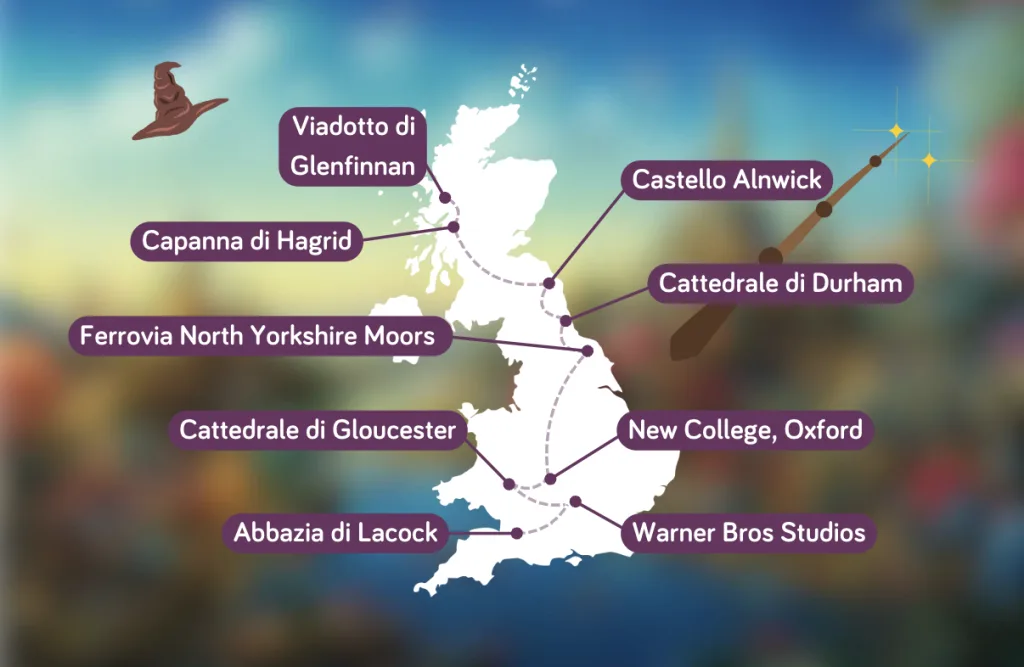 Viadotto di
Glenfinnan
Castello Alnwick
Capanna di Hagrid
Cattedrale di Durham
Ferrovia North Yorkshire Moors
Cattedrale di Gloucester
New College, Oxford
Abbazia di Lacock
Warner Bros Studios